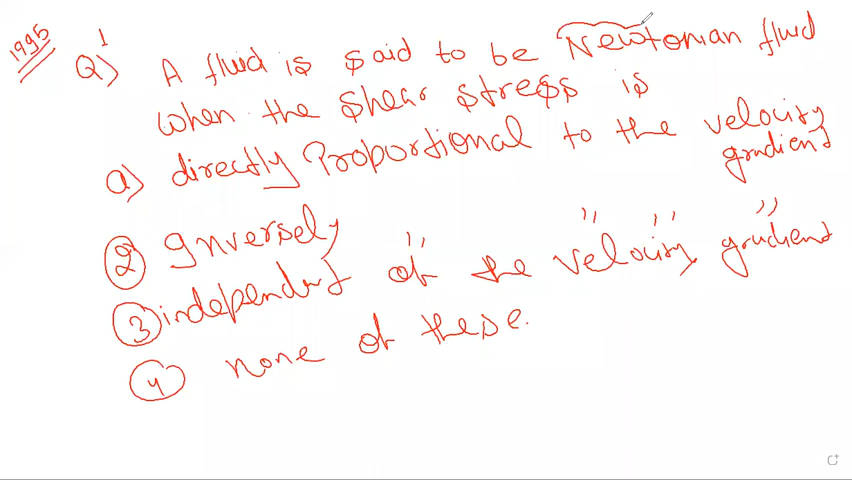 1995
Q) 1 A fluid is said to be Newtonian fluid
when the shear stress is
a) directly Proportional to the velocity
gradient
2 Inversely " " " "
3 independent of the velocity gradient
4 none of these.